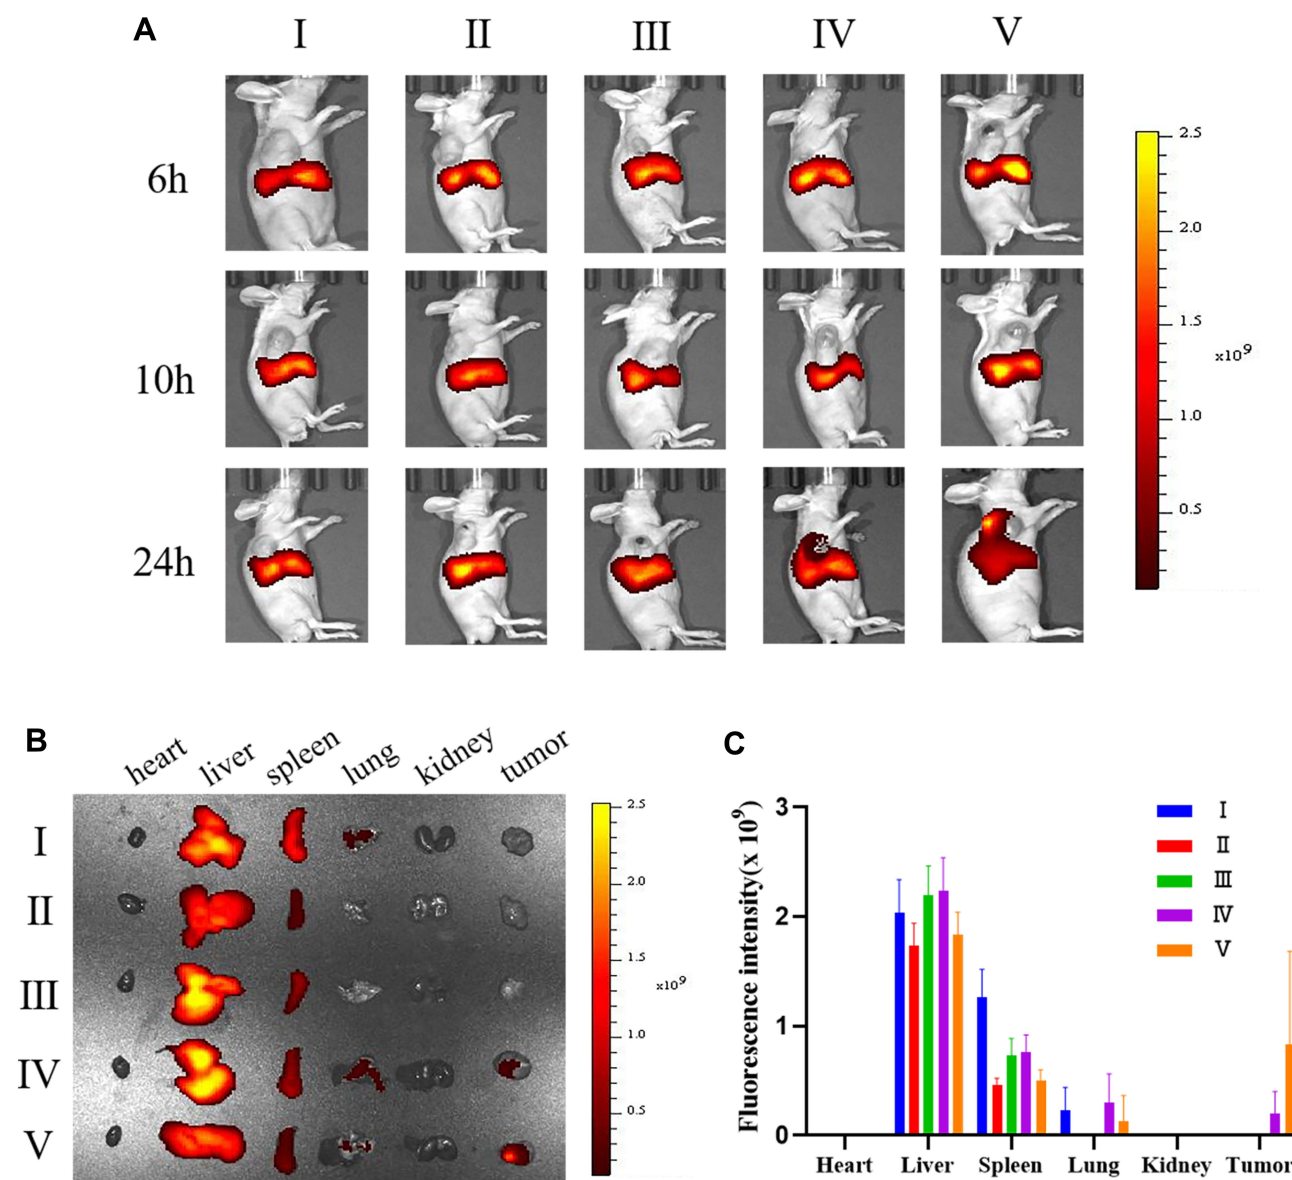 A
I II III IV V
6h
10h
24h
2.5
2.0
1.5
x10⁹
1.0
0.5
B
heart liver spleen lung kidney tumor
I
II
III
IV
V
2.5
2.0
1.5
x10⁹
1.0
0.5
C
Fluorescence intensity(x 10⁹)
3
2
1
0
I
II
III
IV
V
Heart Liver Spleen Lung Kidney Tumor